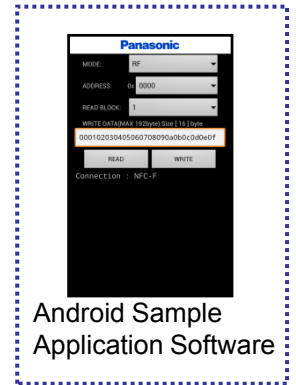 Panasonic
MODE: RF
ADDRESS: 0x 0000
READ BLOCK: 1
WRITE DATA(MAX 192byte) Size [ 16 ] byte
000102030405060708090a0b0c0d0e0f
READ WRITE
Connection : NFC-F
Android Sample
Application Software